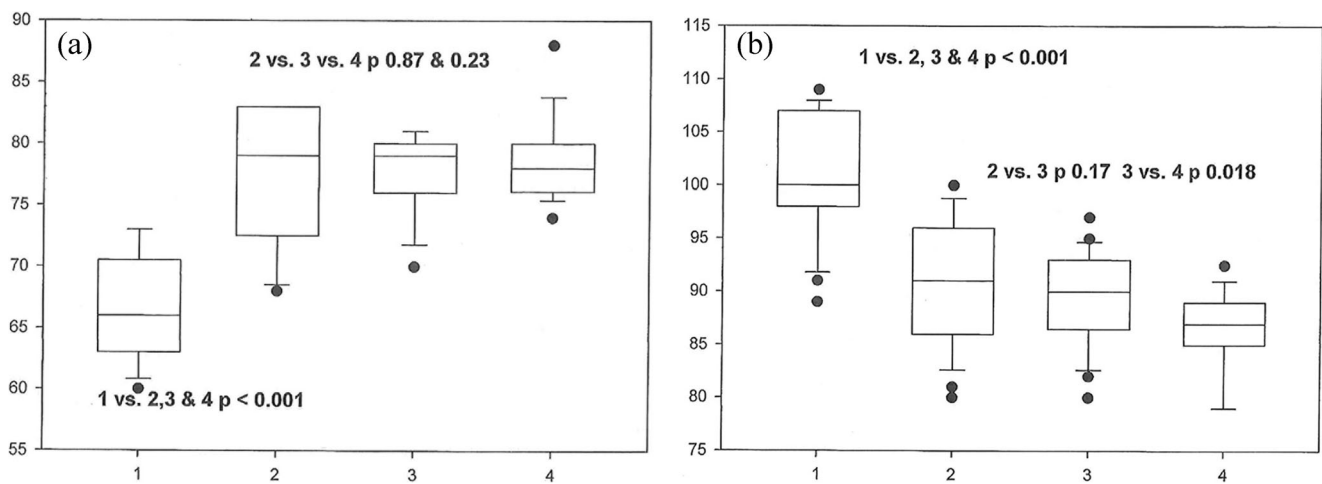 (a)
90
85
80
75
70
65
60
55
2 vs. 3 vs. 4 p 0.87 & 0.23
1 vs. 2,3 & 4 p < 0.001
1 2 3 4
(b)
115
110
105
100
95
90
85
80
75
1 vs. 2, 3 & 4 p < 0.001
2 vs. 3 p 0.17 3 vs. 4 p 0.018
1 2 3 4